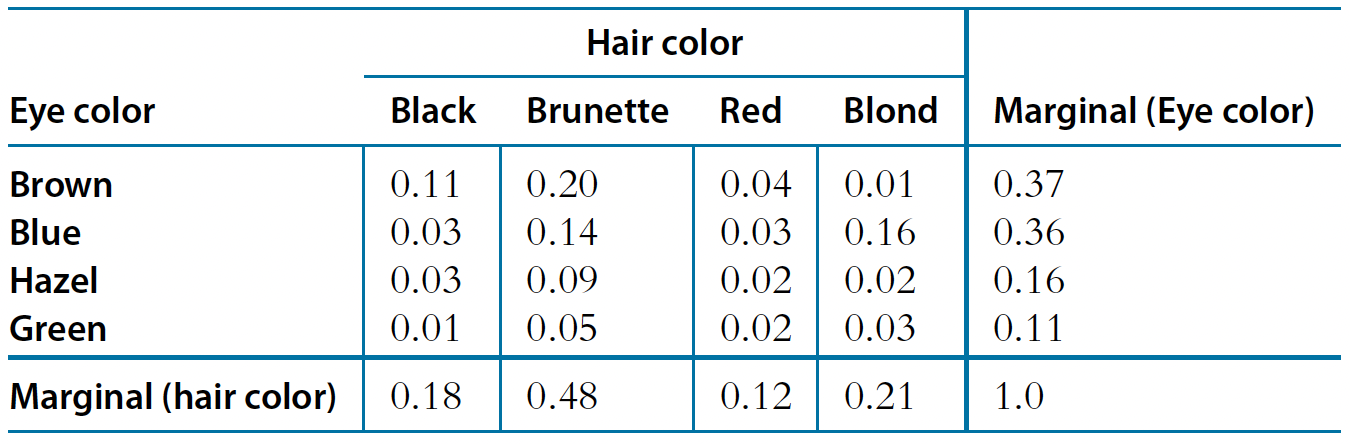 Hair color
Eye color Black Brunette Red Blond Marginal (Eye color)
Brown 0.11 0.20 0.04 0.01 0.37
Blue 0.03 0.14 0.03 0.16 0.36
Hazel 0.03 0.09 0.02 0.02 0.16
Green 0.01 0.05 0.02 0.03 0.11
Marginal (hair color) 0.18 0.48 0.12 0.21 1.0